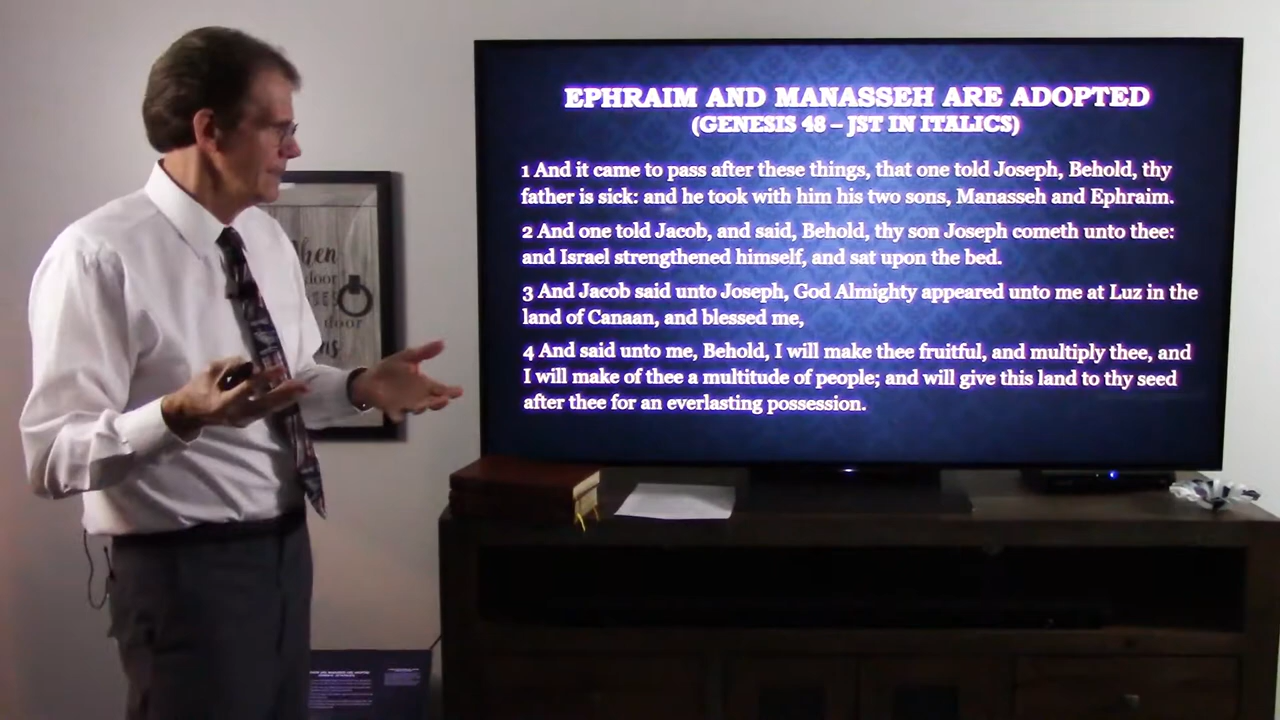 EPHRAIM AND MANASSEH ARE ADOPTED
(GENESIS 48 – JST IN ITALICS)
1 And it came to pass after these things, that one told Joseph, Behold, thy
father is sick: and he took with him his two sons, Manasseh and Ephraim.
2 And one told Jacob, and said, Behold, thy son Joseph cometh unto thee:
and Israel strengthened himself, and sat upon the bed.
3 And Jacob said unto Joseph, God Almighty appeared unto me at Luz in the
land of Canaan, and blessed me,
4 And said unto me, Behold, I will make thee fruitful, and multiply thee, and
I will make of thee a multitude of people; and will give this land to thy seed
after thee for an everlasting possession.
door
door